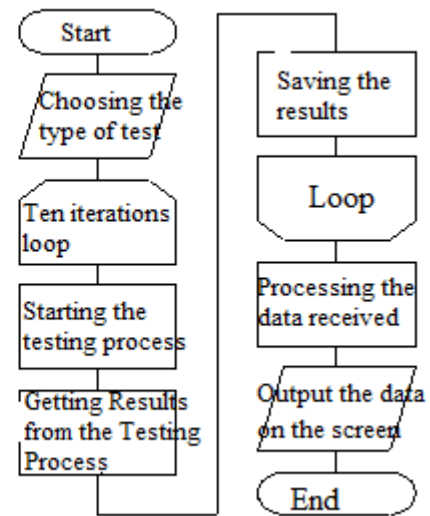 Start
Choosing the
type of test
Ten iterations
loop
Starting the
testing process
Getting Results
from the Testing
Process
Saving the
results
Loop
Processing the
data received
Output the data
on the screen
End